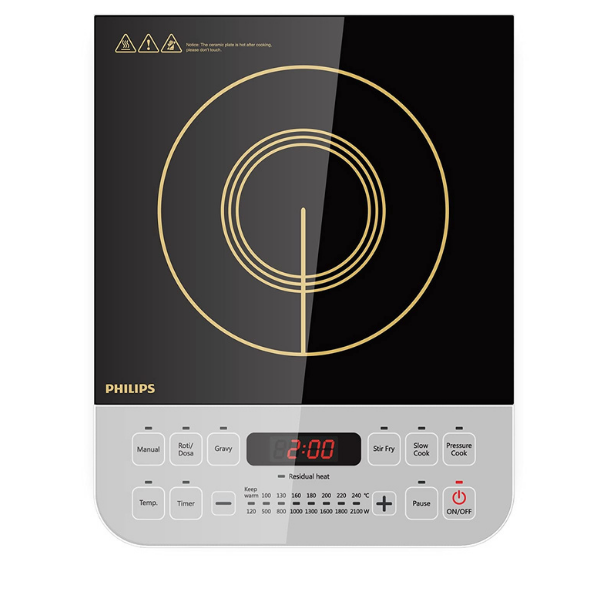 Notice: The ceramic plate is hot after cooking,
please don't touch.
PHILIPS
Manual
Roti/
Dosa
Gravy
2:00
Stir Fry
Slow
Cook
Pressure
Cook
Residual heat
Temp.
Timer
−
Keep
warm 100 130 160 180 200 220 240 °C
120 500 800 1000 1300 1600 1800 2100 W
+
Pause
ON/OFF